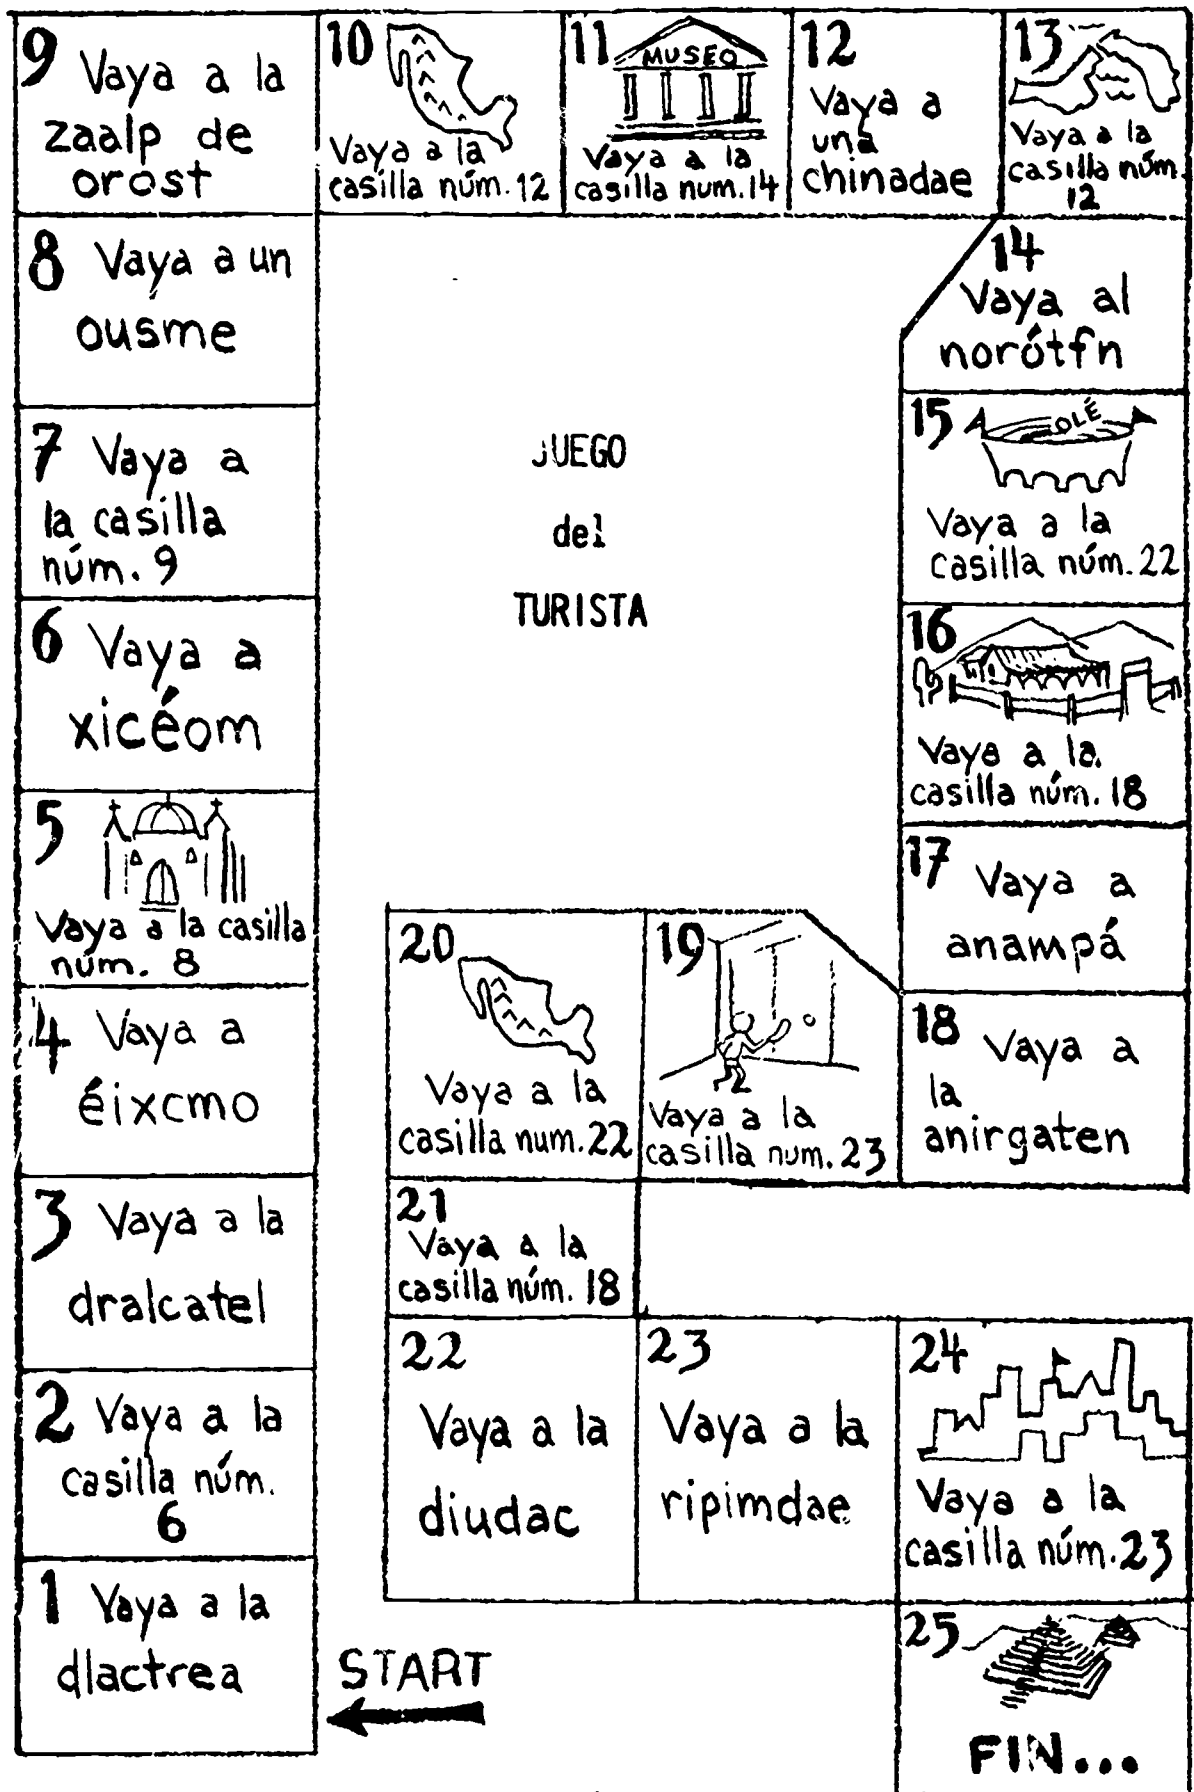 9 Vaya a la
zaalp de
orost
10
Vaya a la
casilla núm. 12
11
MUSEO
Vaya a la
casilla num. 14
12
Vaya a
una
chinadae
13
Vaya a la
casilla núm.
12
8 Vaya a un
ousme
14
Vaya al
norótfn
7 Vaya a
la casilla
núm. 9
15
OLÉ
Vaya a la
casilla núm. 22
JUEGO
del
TURISTA
6 Vaya a
xicéom
16
Vaya a la
casilla núm. 18
5
Vaya a la casilla
núm. 8
17
Vaya a
anampá
4 Vaya a
éixcmo
20
Vaya a la
casilla num. 22
19
Vaya a la
casilla num. 23
18 Vaya a
la
anirgaten
3 Vaya a la
dralcatel
21
Vaya a la
casilla núm. 18
2 Vaya a la
casilla núm.
6
22
Vaya a la
diudac
23
Vaya a la
ripimdae
24
Vaya a la
casilla núm. 23
1 Vaya a la
dlactrea
START
25
FIN...